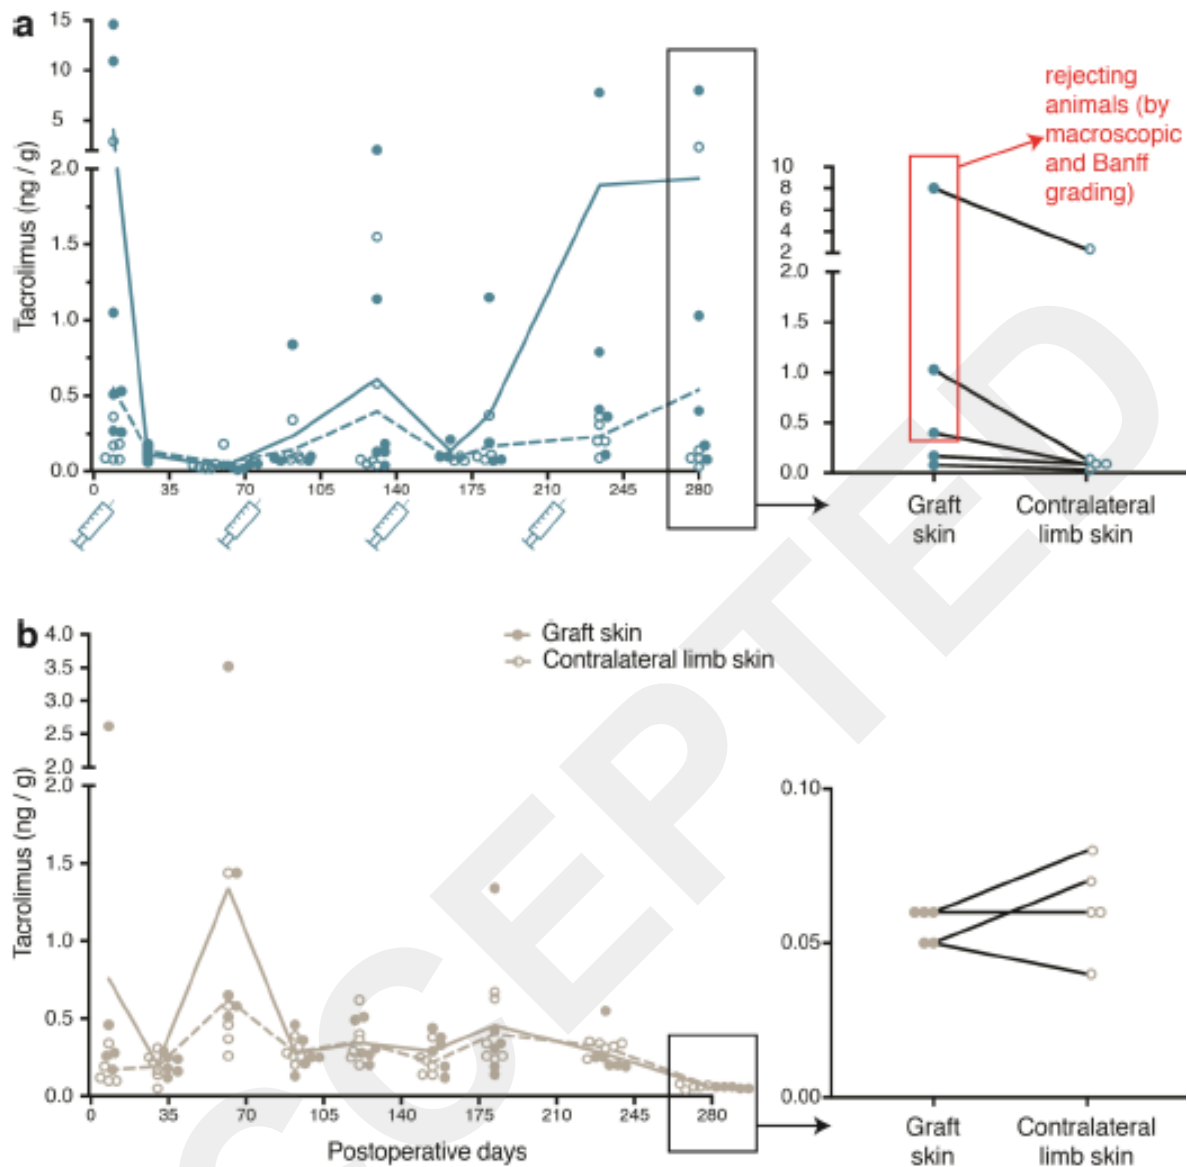 a
Tacrolimus (ng / g)
15
10
5
2.0
1.5
1.0
0.5
0.0
0 35 70 105 140 175 210 245 280
rejecting
animals (by
macroscopic
and Banff
grading)
10
8
6
4
2
2.0
1.5
1.0
0.5
0.0
Graft
skin
Contralateral
limb skin
b
Graft skin
Contralateral limb skin
Tacrolimus (ng / g)
4.0
3.5
3.0
2.5
2.0
2.0
1.5
1.0
0.5
0.0
0 35 70 105 140 175 210 245 280
Postoperative days
0.10
0.05
0.00
Graft
skin
Contralateral
limb skin
CCEPTED